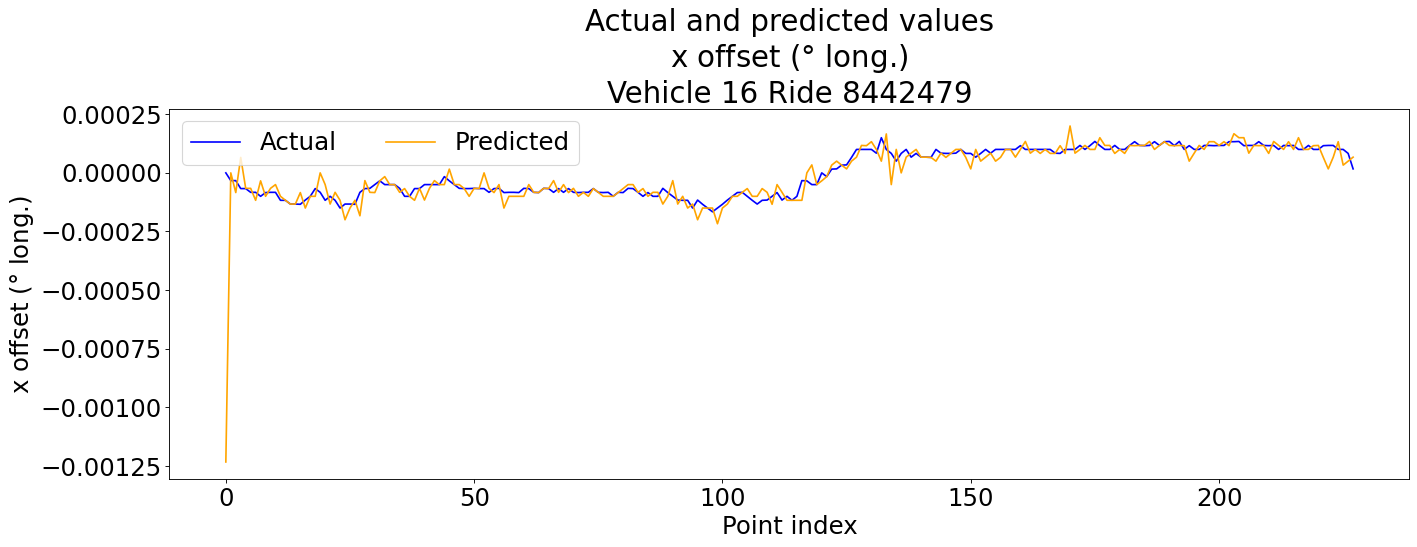 Actual and predicted values
x offset (° long.)
Vehicle 16 Ride 8442479
Actual
Predicted
x offset (° long.)
0.00025
0.00000
−0.00025
−0.00050
−0.00075
−0.00100
−0.00125
0
50
100
150
200
Point index